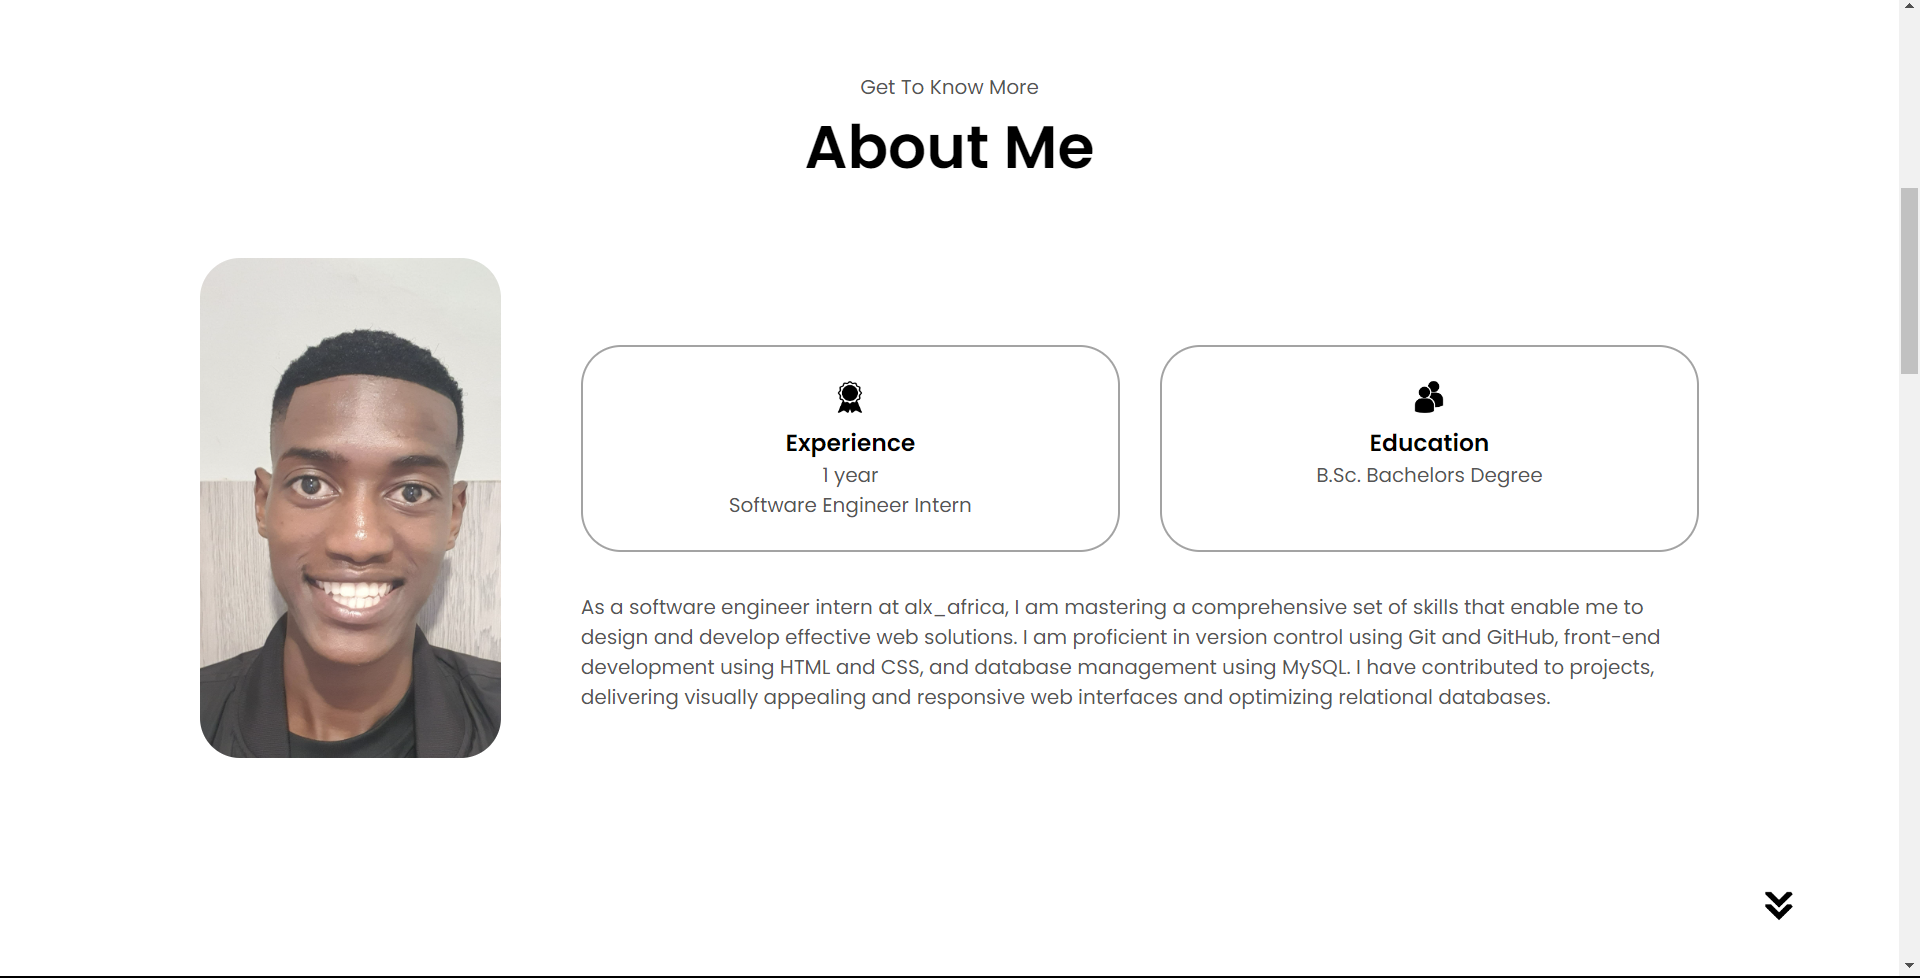 Get To Know More
About Me
Experience
1 year
Software Engineer Intern
Education
B.Sc. Bachelors Degree
As a software engineer intern at alx_africa, I am mastering a comprehensive set of skills that enable me to
design and develop effective web solutions. I am proficient in version control using Git and GitHub, front-end
development using HTML and CSS, and database management using MySQL. I have contributed to projects,
delivering visually appealing and responsive web interfaces and optimizing relational databases.